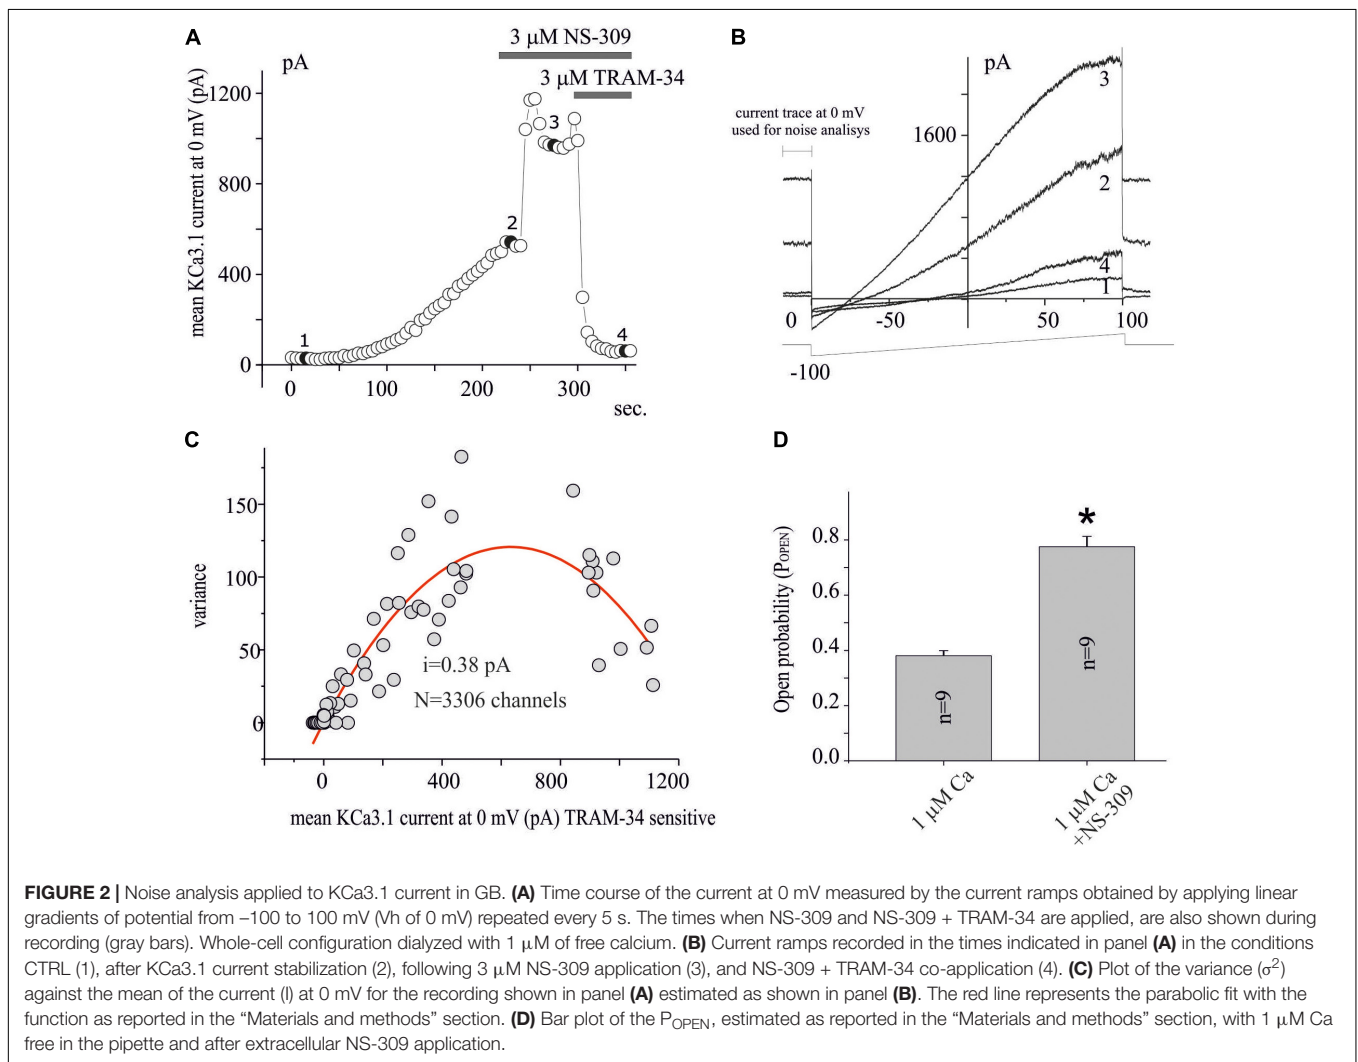 A
3 μM NS-309
pA
3 μM TRAM-34
mean KCa3.1 current at 0 mV (pA)
1200
800
400
0
1
2
3
4
0
100
200
300
sec.
B
pA
current trace at 0 mV
used for noise analisys
1600
3
2
4
1
0
-50
50
100
-100
C
variance
150
100
50
0
i=0.38 pA
N=3306 channels
0
400
800
1200
mean KCa3.1 current at 0 mV (pA) TRAM-34 sensitive
D
Open probability (POPEN)
0.8
0.6
0.4
0.2
0.0
*
n=9
n=9
1 μM Ca
1 μM Ca
+NS-309
FIGURE 2 | Noise analysis applied to KCa3.1 current in GB. (A) Time course of the current at 0 mV measured by the current ramps obtained by applying linear
gradients of potential from –100 to 100 mV (Vh of 0 mV) repeated every 5 s. The times when NS-309 and NS-309 + TRAM-34 are applied, are also shown during
recording (gray bars). Whole-cell configuration dialyzed with 1 μM of free calcium. (B) Current ramps recorded in the times indicated in panel (A) in the conditions
CTRL (1), after KCa3.1 current stabilization (2), following 3 μM NS-309 application (3), and NS-309 + TRAM-34 co-application (4). (C) Plot of the variance (σ²)
against the mean of the current (I) at 0 mV for the recording shown in panel (A) estimated as shown in panel (B). The red line represents the parabolic fit with the
function as reported in the “Materials and methods” section. (D) Bar plot of the POPEN, estimated as reported in the “Materials and methods” section, with 1 μM Ca
free in the pipette and after extracellular NS-309 application.